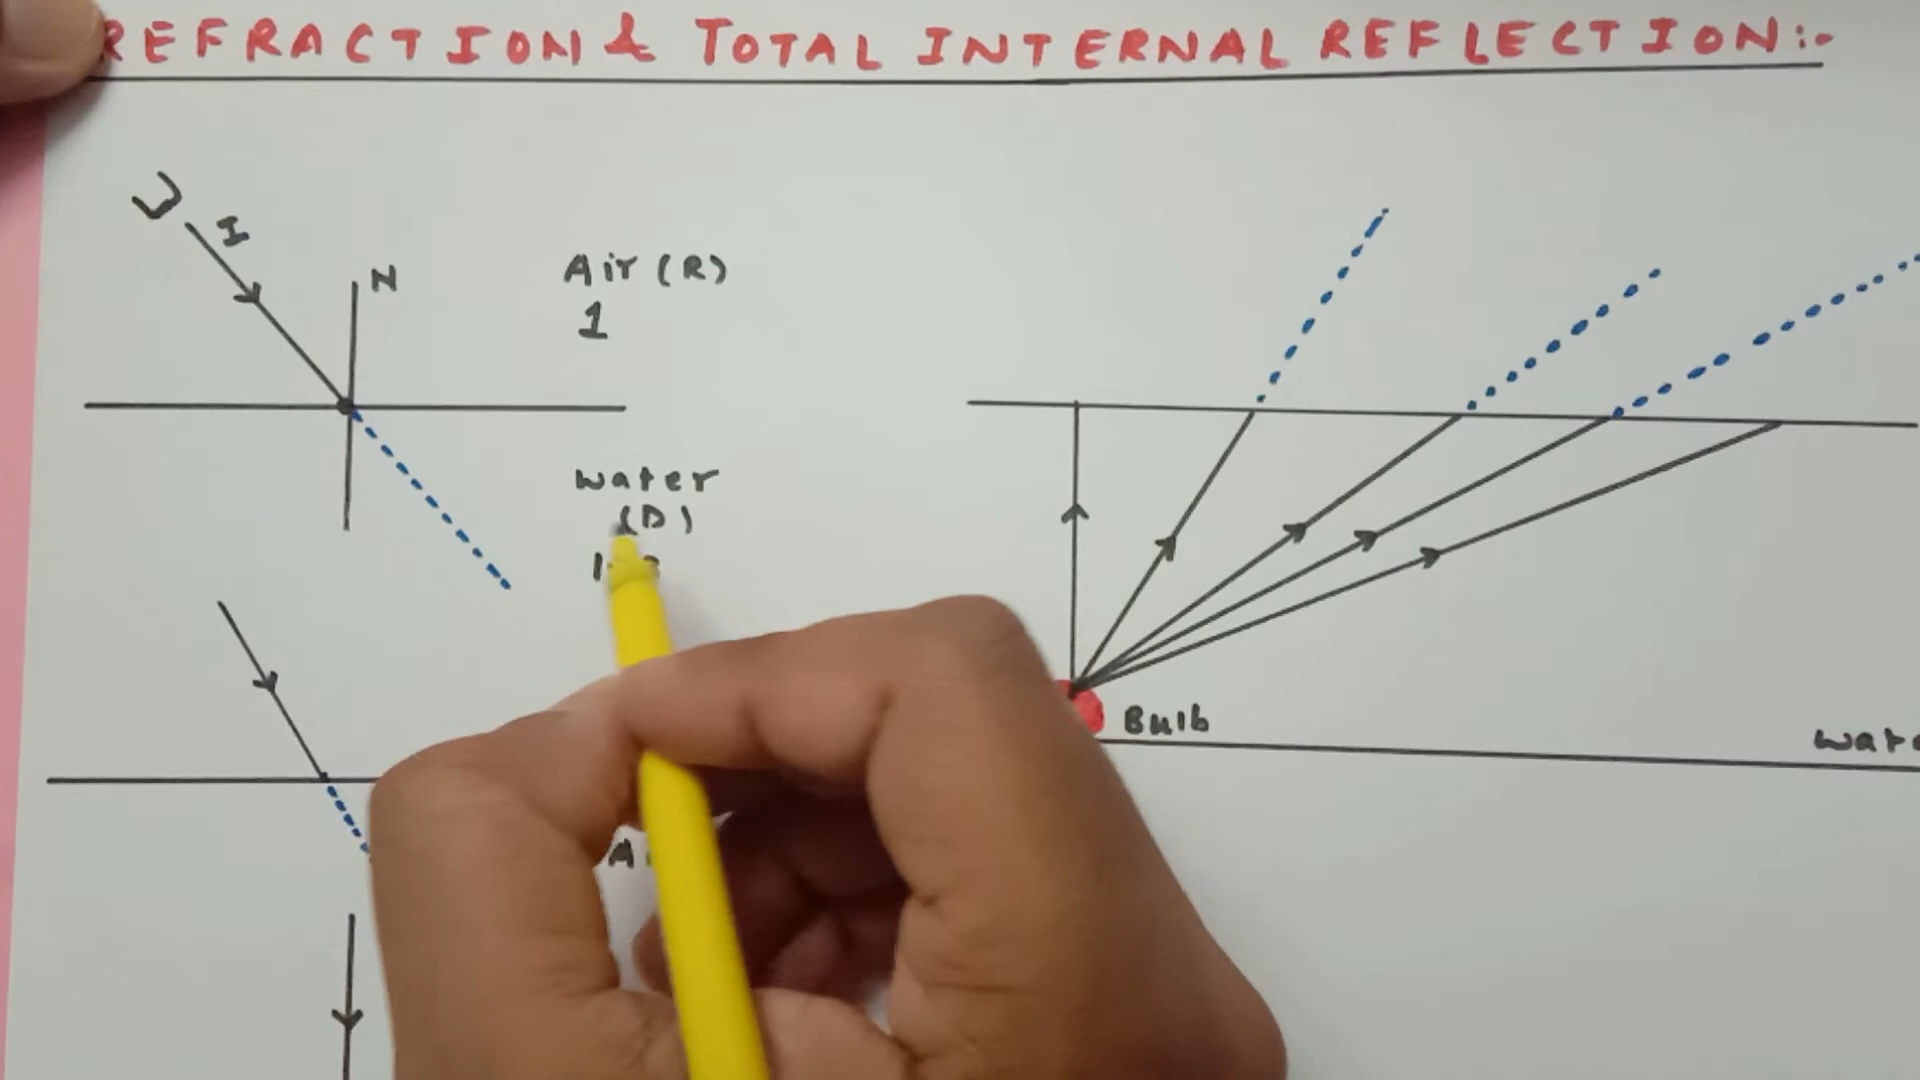 REFRACTION & TOTAL INTERNAL REFLECTION:-
I
N
Air (R)
1
Water
(D)
Bulb